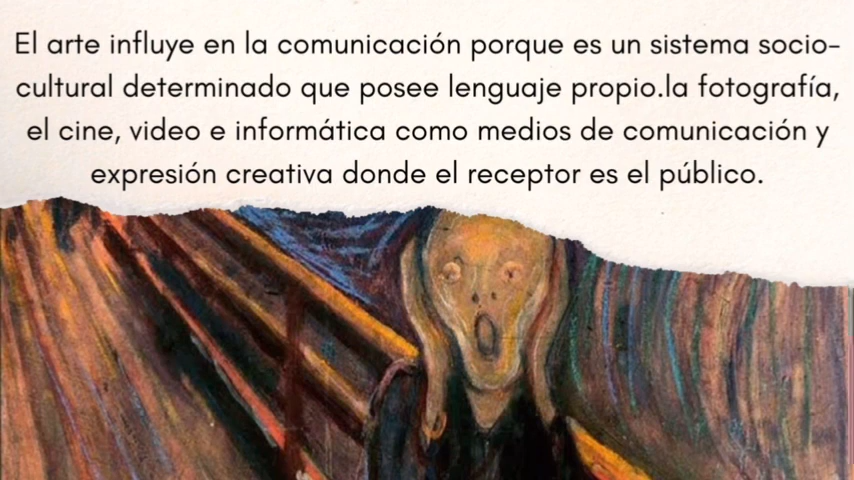 El arte influye en la comunicación porque es un sistema socio-
cultural determinado que posee lenguaje propio.la fotografía,
el cine, video e informática como medios de comunicación y
expresión creativa donde el receptor es el público.